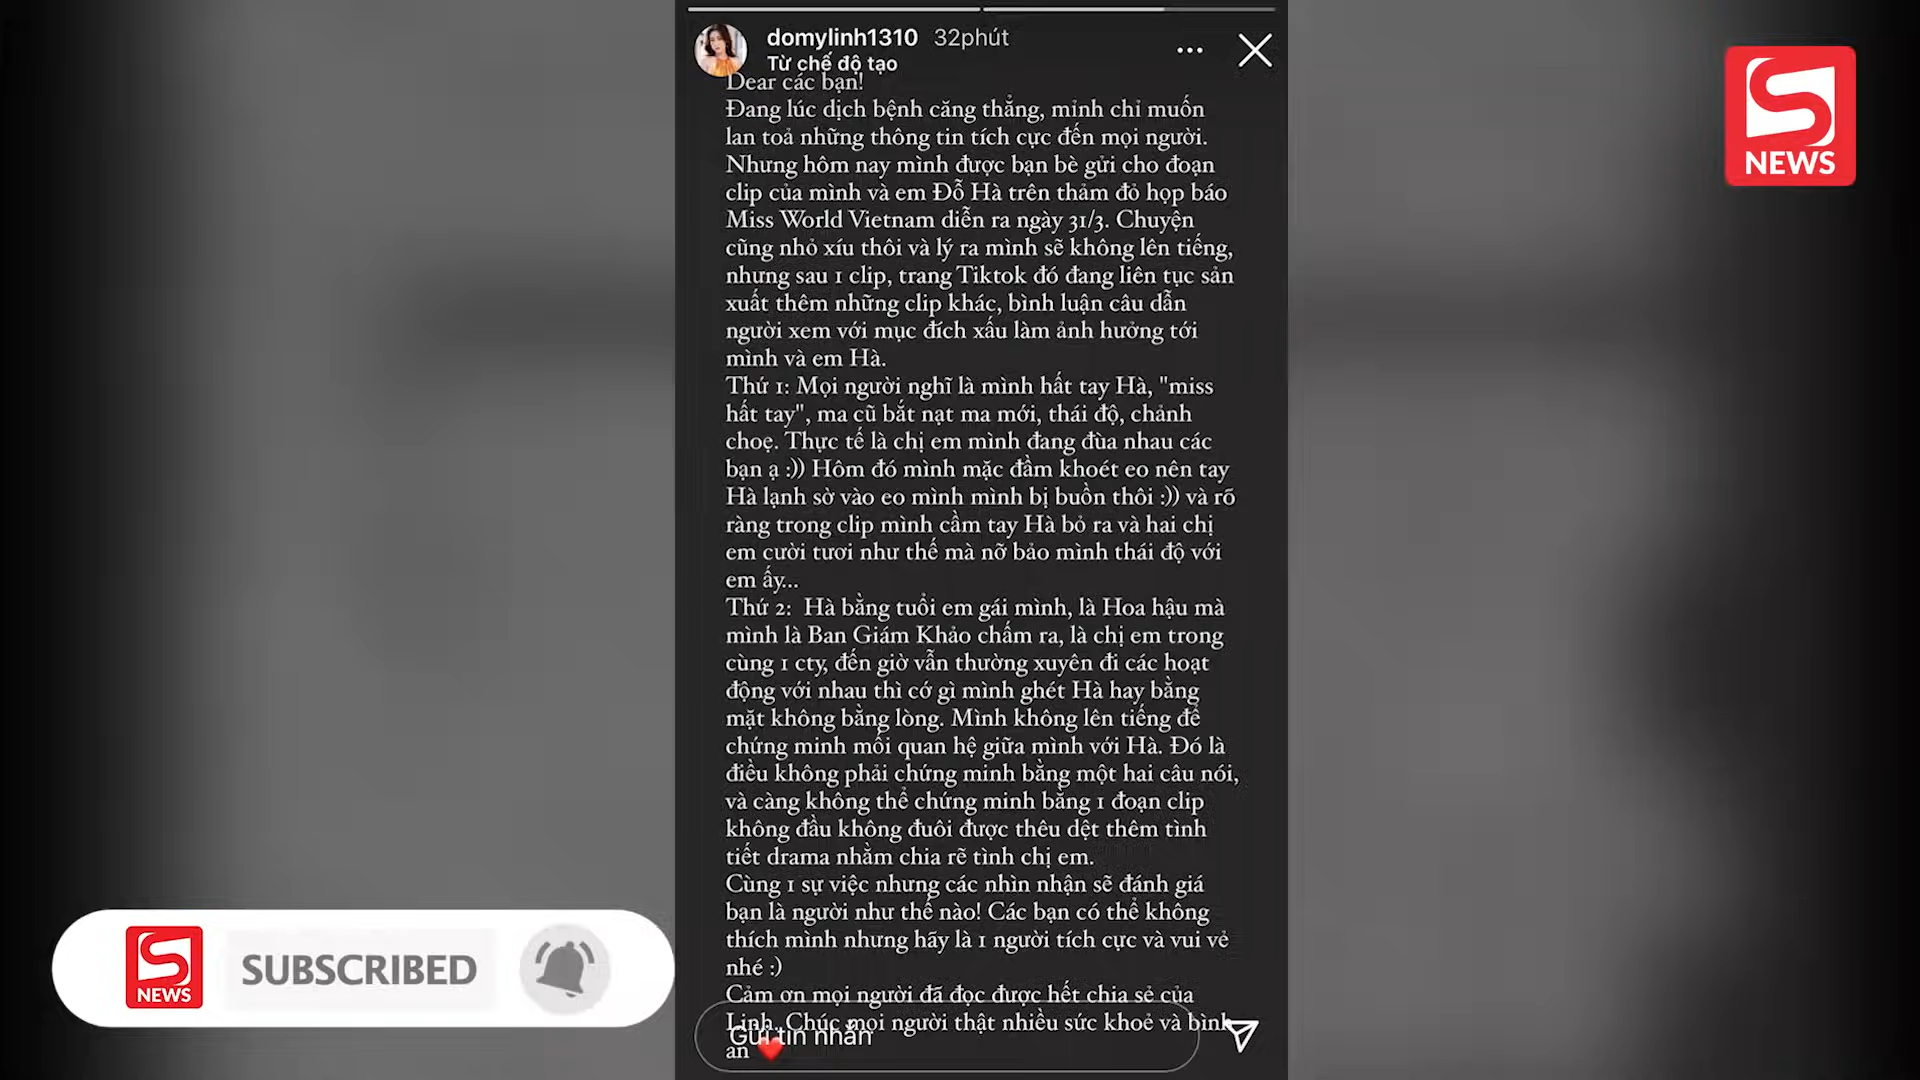 domylinh1310 32phút
Từ chế độ tạo
Dear các bạn!
Đang lúc dịch bệnh căng thẳng, mình chỉ muốn
lan toả những thông tin tích cực đến mọi người.
Nhưng hôm nay mình được bạn bè gửi cho đoạn
clip của mình và em Đỗ Hà trên thảm đỏ họp báo
Miss World Vietnam diễn ra ngày 31/3. Chuyện
cũng nhỏ xíu thôi và lý ra mình sẽ không lên tiếng,
nhưng sau 1 clip, trang Tiktok đó đang liên tục sản
xuất thêm những clip khác, bình luận câu dẫn
người xem với mục đích xấu làm ảnh hưởng tới
mình và em Hà.
Thứ 1: Mọi người nghĩ là mình hất tay Hà, "miss
hất tay", ma cũ bắt nạt ma mới, thái độ, chảnh
choẹ. Thực tế là chị em mình đang đùa nhau các
bạn ạ :)) Hôm đó mình mặc đầm khoét eo nên tay
Hà lạnh sờ vào eo mình mình bị buồn thôi :)) và rõ
ràng trong clip mình cầm tay Hà bỏ ra và hai chị
em cười tươi như thế mà nỡ bảo mình thái độ với
em ấy...
Thứ 2: Hà bằng tuổi em gái mình, là Hoa hậu mà
mình là Ban Giám Khảo chấm ra, là chị em trong
cùng 1 cty, đến giờ vẫn thường xuyên đi các hoạt
động với nhau thì cớ gì mình ghét Hà hay bằng
mặt không bằng lòng. Mình không lên tiếng để
chứng minh mối quan hệ giữa mình với Hà. Đó là
điều không phải chứng minh bằng một hai câu nói,
và càng không thể chứng minh bằng 1 đoạn clip
không đầu không đuôi được thêu dệt thêm tình
tiết drama nhằm chia rẽ tình chị em.
Cùng 1 sự việc nhưng các nhìn nhận sẽ đánh giá
bạn là người như thế nào! Các bạn có thể không
thích mình nhưng hãy là 1 người tích cực và vui vẻ
nhé :)
Cảm ơn mọi người đã đọc được hết chia sẻ của
Linh. Chúc mọi người thật nhiều sức khoẻ và bình
an
Gửi tin nhắn
S
NEWS
S
NEWS
SUBSCRIBED